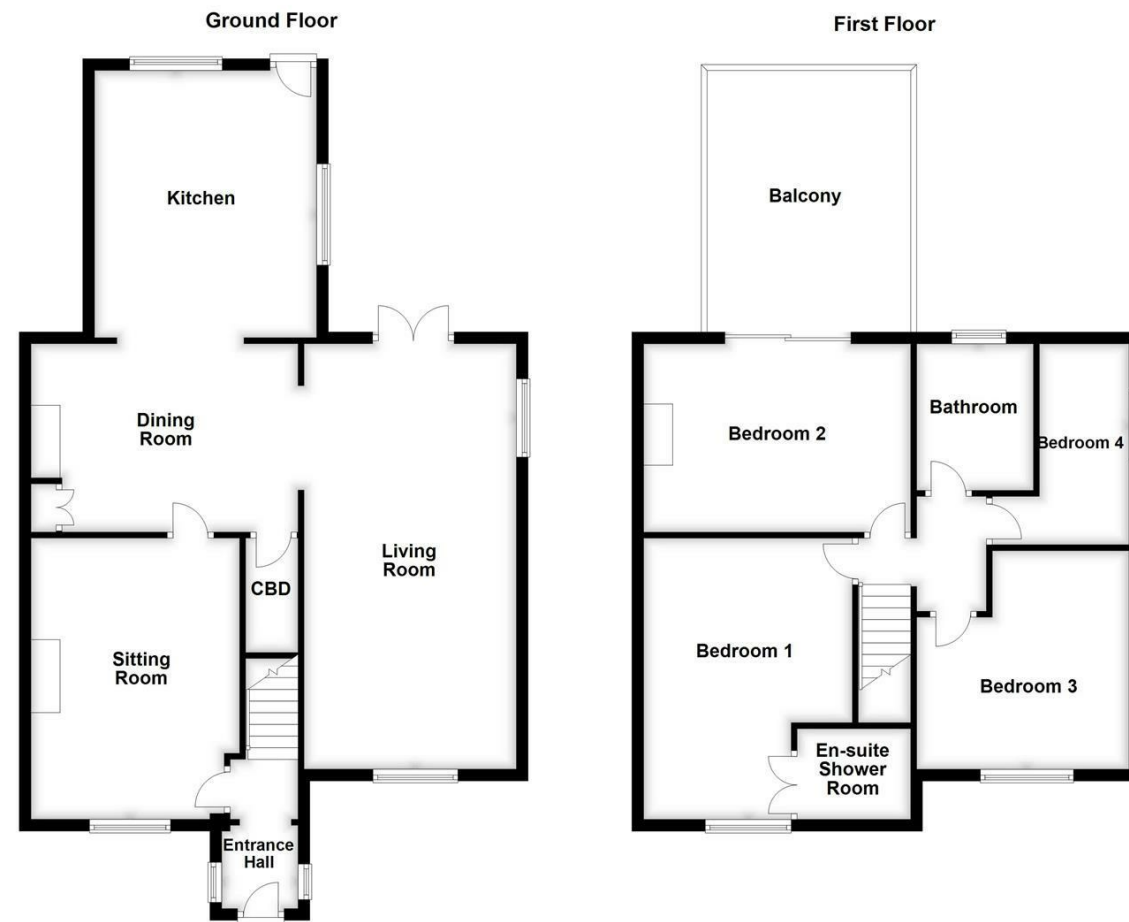 Ground Floor
Kitchen
Dining
Room
Living
Room
CBD
Sitting
Room
Entrance
Hall
First Floor
Balcony
Bathroom
Bedroom 2
Bedroom 4
Bedroom 1
Bedroom 3
En-suite
Shower
Room